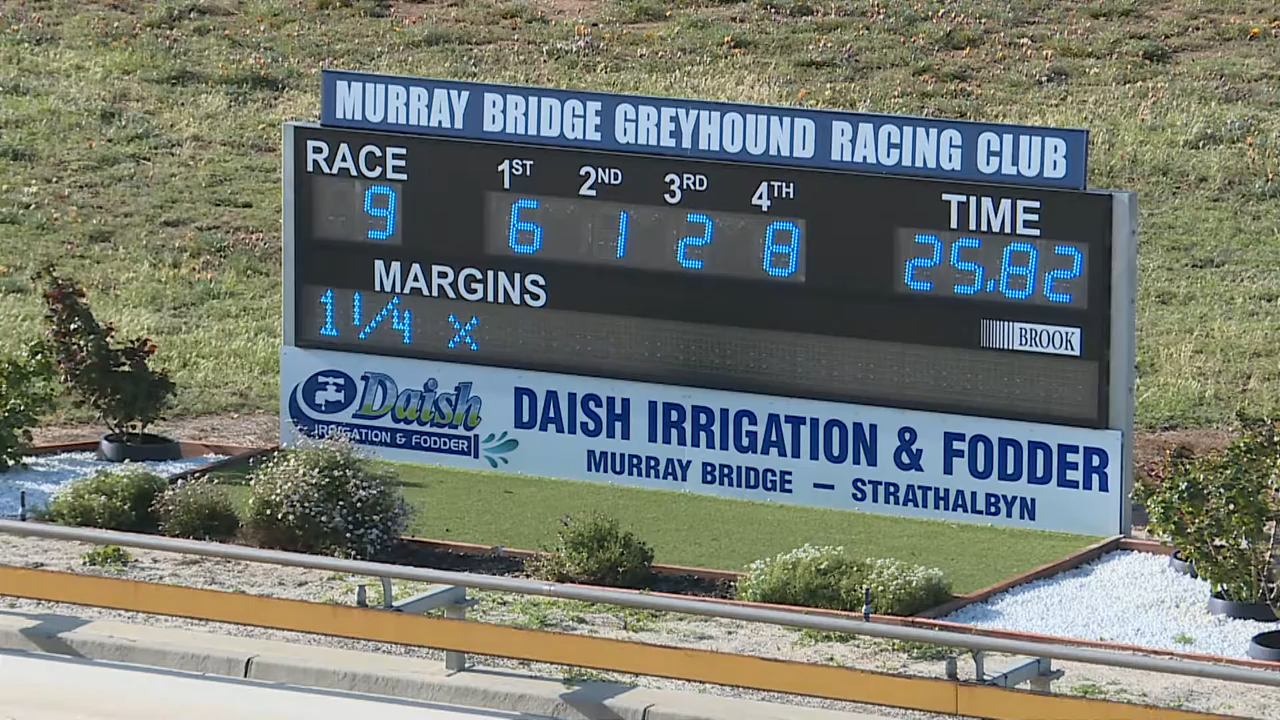 MURRAY BRIDGE GREYHOUND RACING CLUB
RACE 1ST 2ND 3RD 4TH TIME
9 6 1 2 8 25.82
MARGINS
1 1/4 x
BROOK
Daish
IRRIGATION & FODDER
DAISH IRRIGATION & FODDER
MURRAY BRIDGE – STRATHALBYN